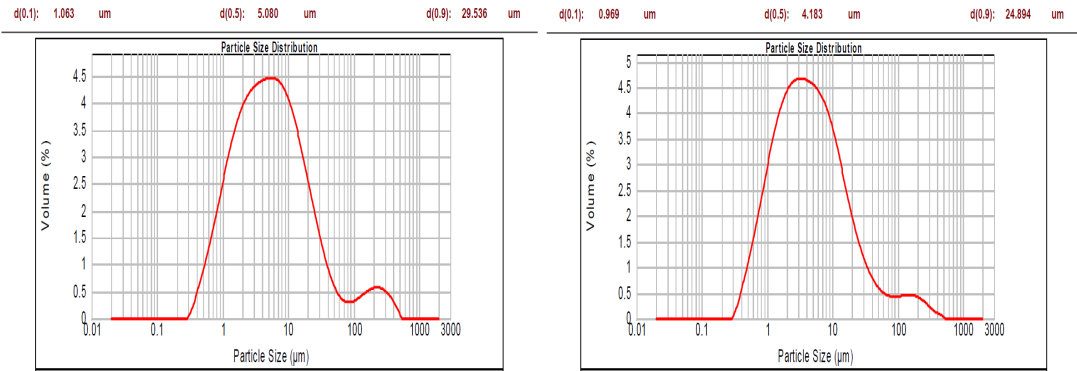 d(0.1): 1.063 um d(0.5): 5.080 um d(0.9): 29.536 um
Particle Size Distribution
4.5
4
3.5
3
2.5
2
1.5
1
0.5
0
Volume (%)
0.01 0.1 1 10 100 1000 3000
Particle Size (µm)
d(0.1): 0.969 um d(0.5): 4.183 um d(0.9): 24.894 um
Particle Size Distribution
5
4.5
4
3.5
3
2.5
2
1.5
1
0.5
0
Volume (%)
0.01 0.1 1 10 100 1000 3000
Particle Size (µm)